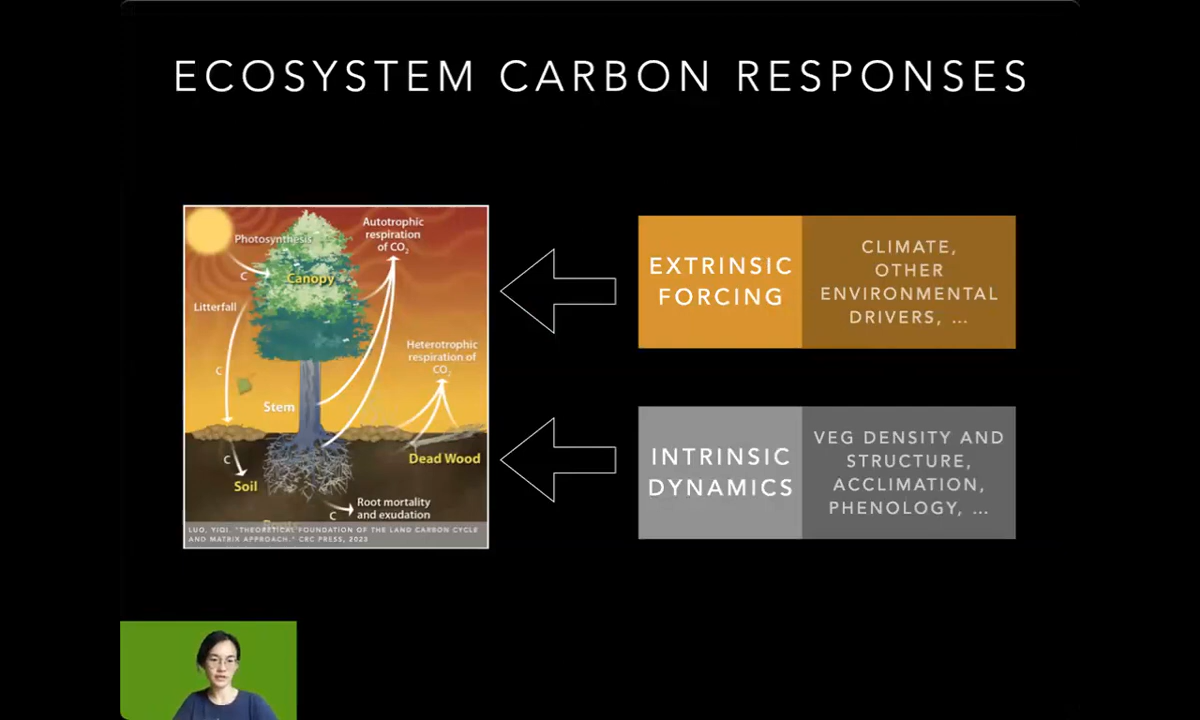 ECOSYSTEM CARBON RESPONSES
Photosynthesis
C
Canopy
Autotrophic
respiration
of CO2
Litterfall
C
Heterotrophic
respiration of
CO2
Stem
C
Soil
Dead Wood
Root mortality
and exudation
C
LUO, YIQI. "THEORETICAL FOUNDATION OF THE LAND CARBON CYCLE
AND MATRIX APPROACH." CRC PRESS, 2023
EXTRINSIC
FORCING
CLIMATE,
OTHER
ENVIRONMENTAL
DRIVERS, ...
INTRINSIC
DYNAMICS
VEG DENSITY AND
STRUCTURE,
ACCLIMATION,
PHENOLOGY, ...